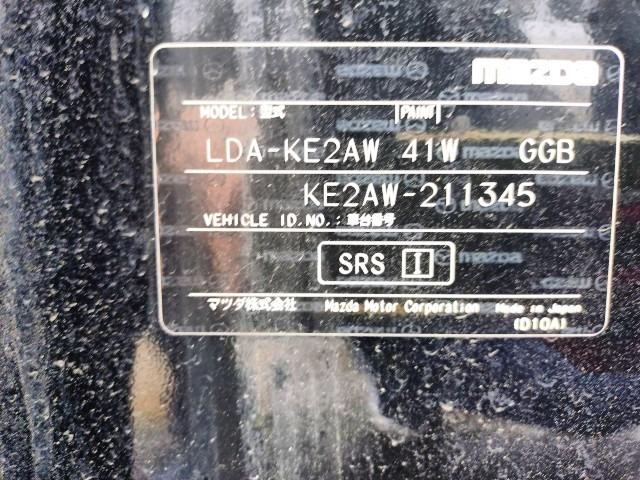 mazda
MODEL：型式 PAINT
LDA-KE2AW 41W GGB
KE2AW-211345
VEHICLE ID.NO.：車台番号
SRS I
マツダ株式会社 Mazda Motor Corporation Made in Japan
(D10A)